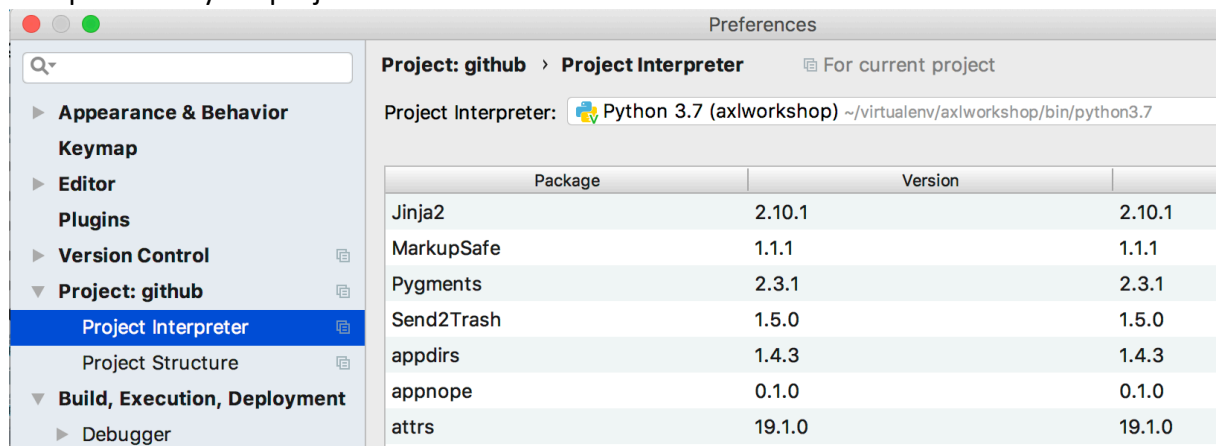 Preferences
Project: github › Project Interpreter For current project
Project Interpreter: Python 3.7 (axlworkshop) ~/virtualenv/axlworkshop/bin/python3.7
Appearance & Behavior
Keymap
Editor
Plugins
Version Control
Project: github
Project Interpreter
Project Structure
Build, Execution, Deployment
Debugger
Package Version
Jinja2 2.10.1 2.10.1
MarkupSafe 1.1.1 1.1.1
Pygments 2.3.1 2.3.1
Send2Trash 1.5.0 1.5.0
appdirs 1.4.3 1.4.3
appnope 0.1.0 0.1.0
attrs 19.1.0 19.1.0